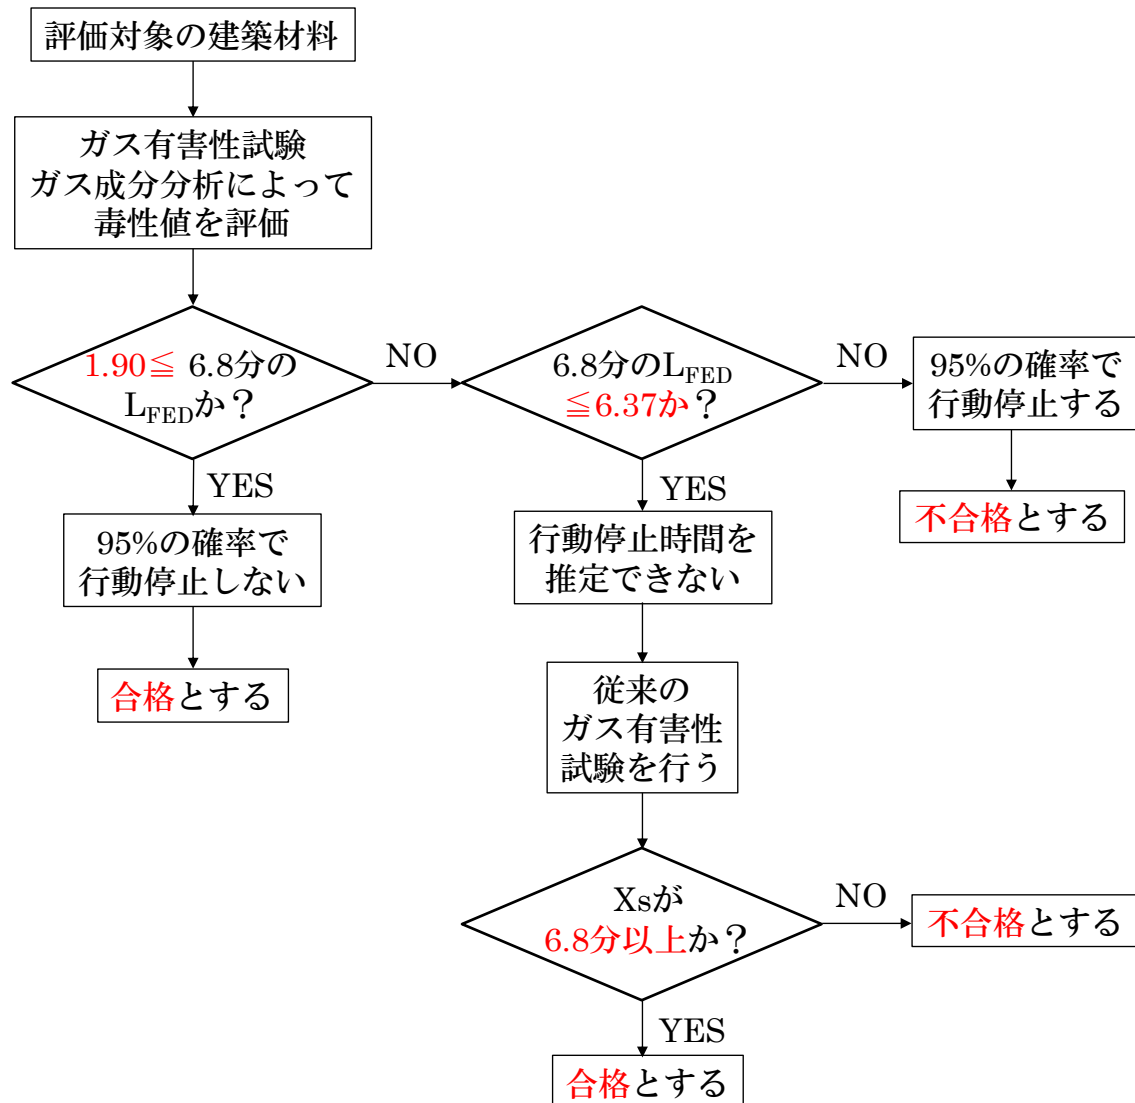 評価対象の建築材料
ガス有害性試験
ガス成分分析によって
毒性値を評価
1.90≦ 6.8分の
LFEDか？
NO
6.8分のLFED
≦6.37か？
NO
95%の確率で
行動停止する
不合格とする
YES
95%の確率で
行動停止しない
合格とする
YES
行動停止時間を
推定できない
従来の
ガス有害性
試験を行う
Xsが
6.8分以上か？
NO
不合格とする
YES
合格とする